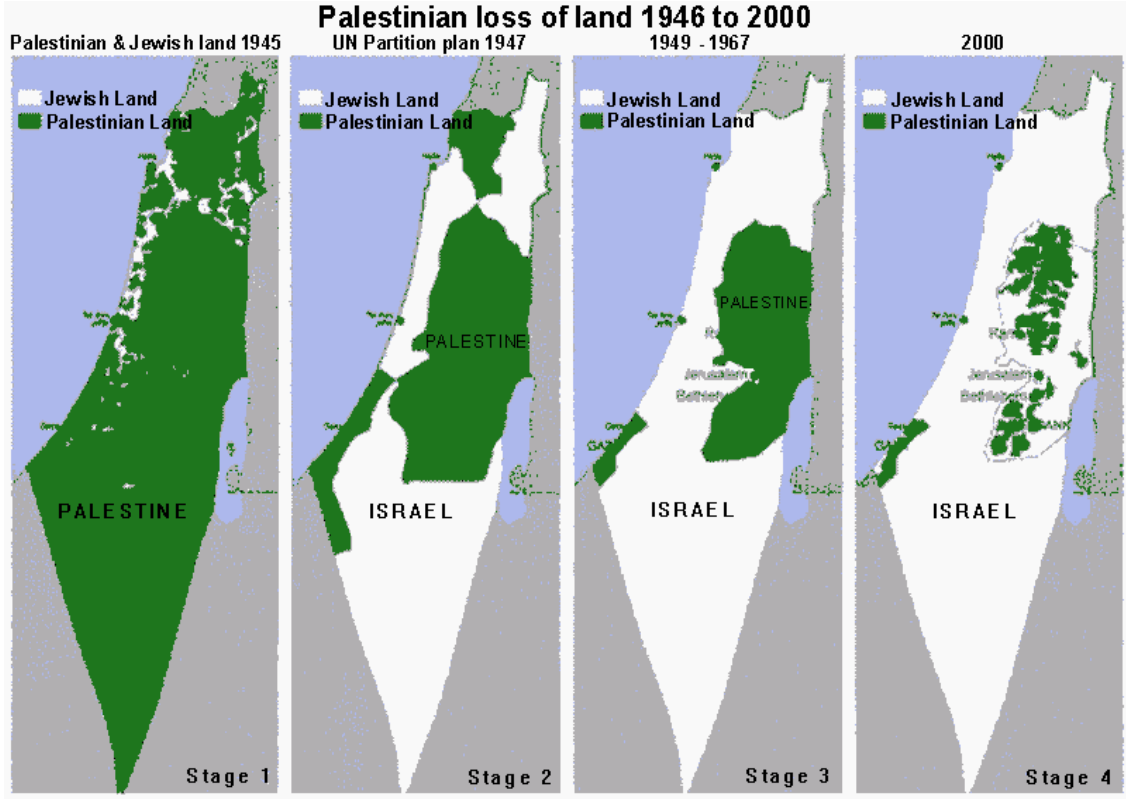 Palestinian loss of land 1946 to 2000
Palestinian & Jewish land 1945
UN Partition plan 1947
1949 -1967
2000
Jewish Land
Palestinian Land
PALESTINE
Stage 1
Jewish Land
Palestinian Land
PALESTINE
ISRAEL
Stage 2
Jewish Land
Palestinian Land
PALESTINE
Jerusalem
ISRAEL
Stage 3
Jewish Land
Palestinian Land
Jerusalem
Bethlehem
ISRAEL
Stage 4